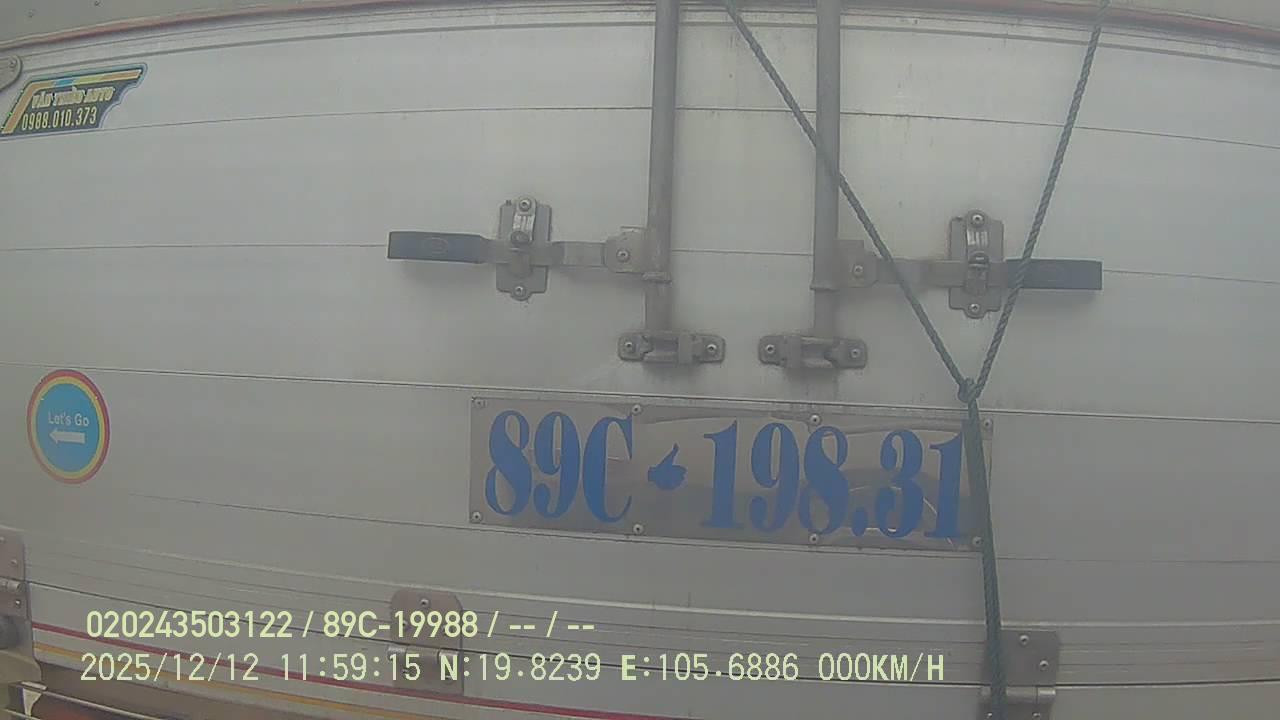 VĂN THIỀU AUTO
0988.010.373
Let's Go
89C 198.31
020243503122 / 89C-19988 / -- / --
2025/12/12 11:59:15 N:19.8239 E:105.6886 000KM/H